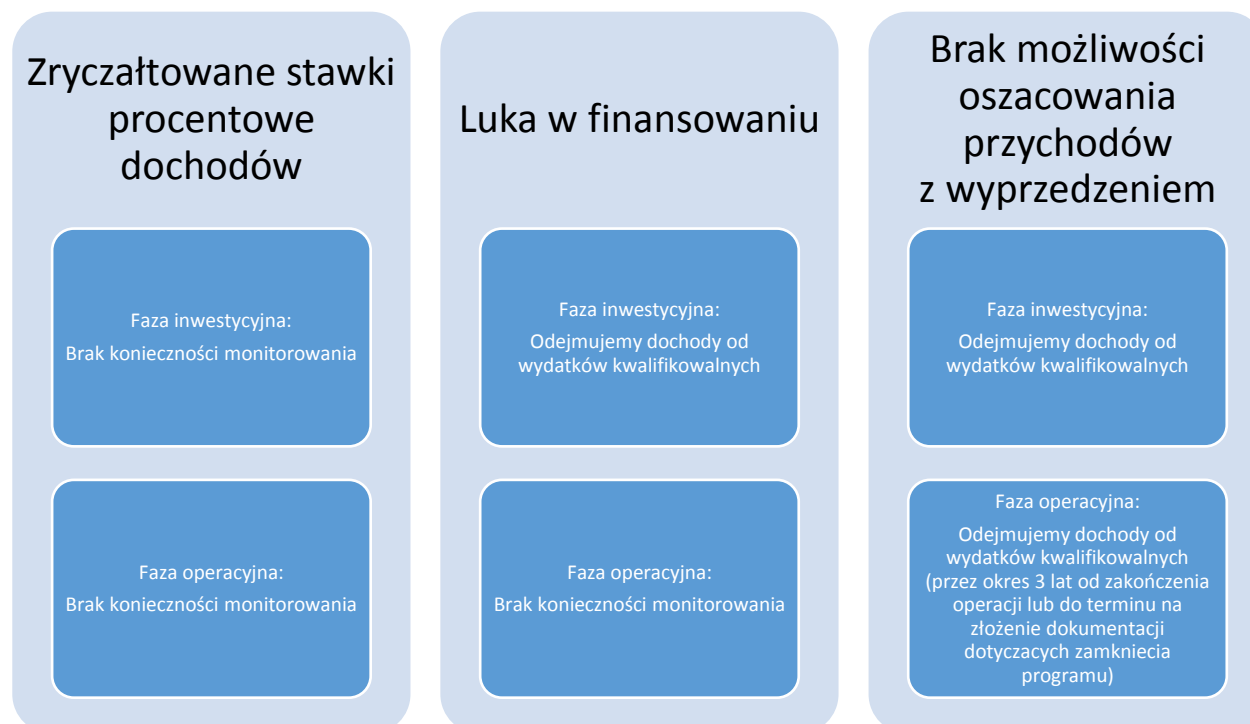 Zryczałtowane stawki
procentowe
dochodów
Faza inwestycyjna:
Brak konieczności monitorowania
Faza operacyjna:
Brak konieczności monitorowania
Luka w finansowaniu
Faza inwestycyjna:
Odejmujemy dochody od
wydatków kwalifikowalnych
Faza operacyjna:
Brak konieczności monitorowania
Brak możliwości
oszacowania
przychodów
z wyprzedzeniem
Faza inwestycyjna:
Odejmujemy dochody od
wydatków kwalifikowalnych
Faza operacyjna:
Odejmujemy dochody od
wydatków kwalifikowalnych
(przez okres 3 lat od zakończenia
operacji lub do terminu na
złożenie dokumentacji
dotyczacych zamkniecia
programu)